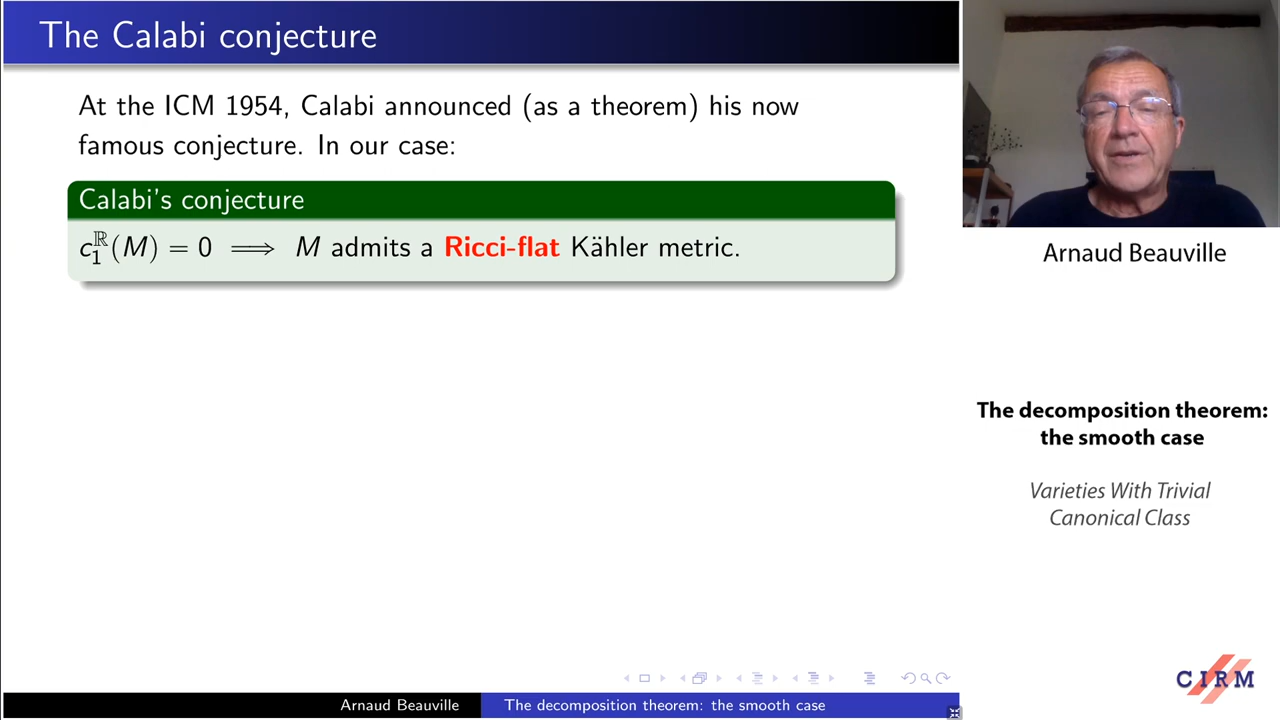 The Calabi conjecture
At the ICM 1954, Calabi announced (as a theorem) his now
famous conjecture. In our case:
Calabi's conjecture
c₁^ℝ(M) = 0 ⟹ M admits a Ricci-flat Kähler metric.
Arnaud Beauville
The decomposition theorem:
the smooth case
Varieties With Trivial
Canonical Class
CIRM
Arnaud Beauville
The decomposition theorem: the smooth case